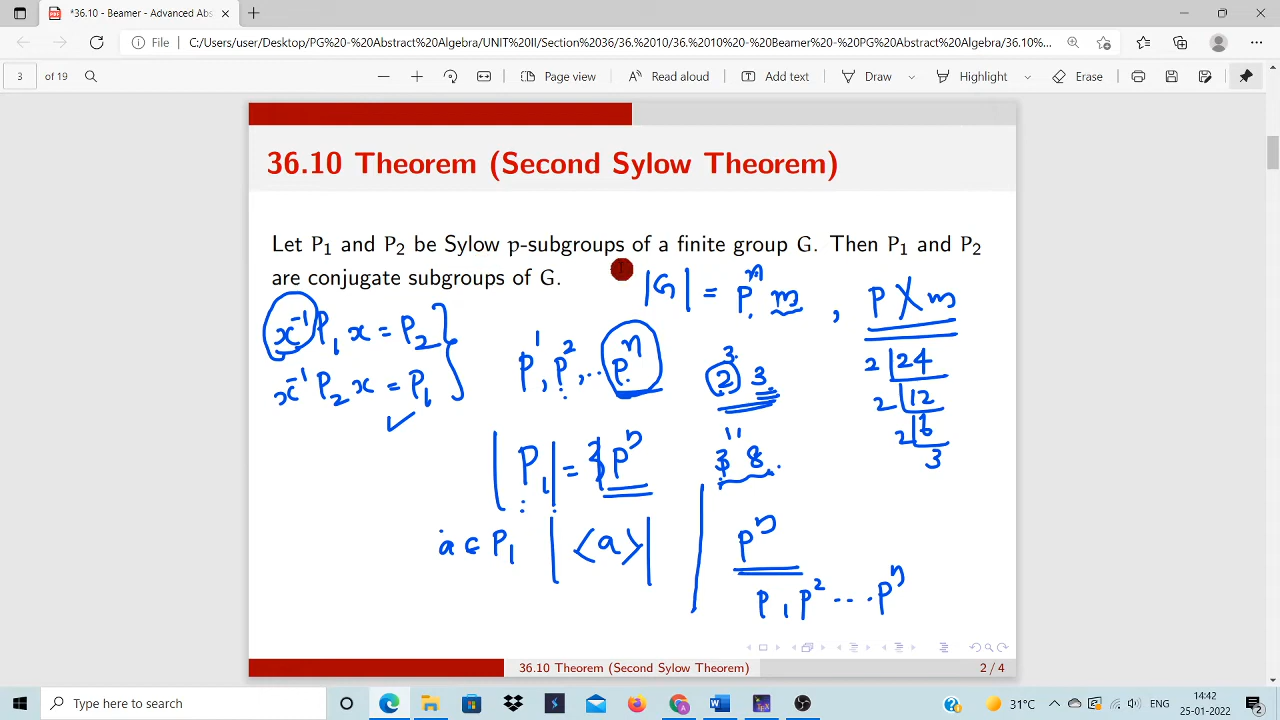 *36.10 - Beamer - Advanced Abs
File
C:/Users/user/Desktop/PG%20-%20Abstract%20Algebra/UNIT%20III/Section%2036/36.%2010/36.%2010%20-%20Beamer%20-%20PG%20Abstract%20Algebra/36.10%...
3 of 19
Page view
Read aloud
Add text
Draw
Highlight
Erase
36.10 Theorem (Second Sylow Theorem)
Let P₁ and P₂ be Sylow p-subgroups of a finite group G. Then P₁ and P₂
are conjugate subgroups of G.
|G| = pⁿ m, p ∤ m
x⁻¹ P₁ x = P₂
x⁻¹ P₂ x = P₁
p¹, p², .. pⁿ
2³ 3
2 24
2 12
2 6
3
|P₁| = pⁿ
3 8
a ∈ P₁ |⟨a⟩|
pⁿ
p, p² ... pⁿ
36.10 Theorem (Second Sylow Theorem)
2 / 4
Type here to search
31°C
14:42
25-01-2022
2